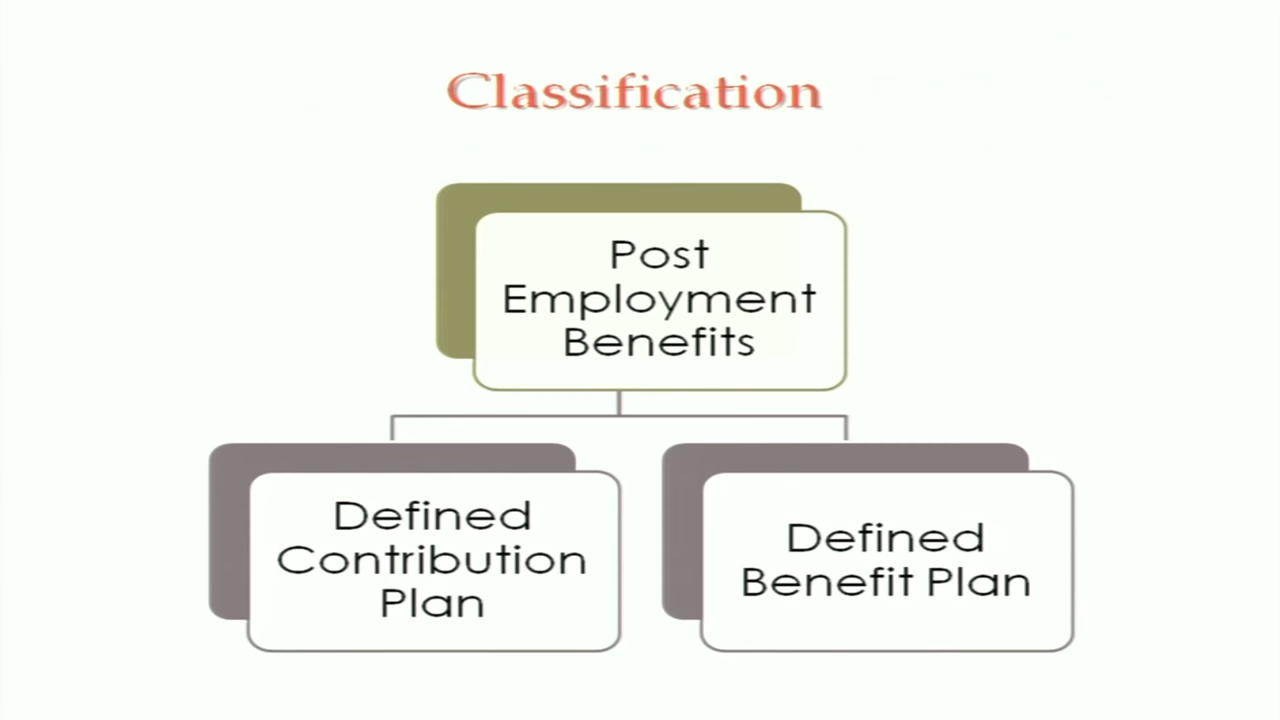 Classification
Post
Employment
Benefits
Defined
Contribution
Plan
Defined
Benefit Plan